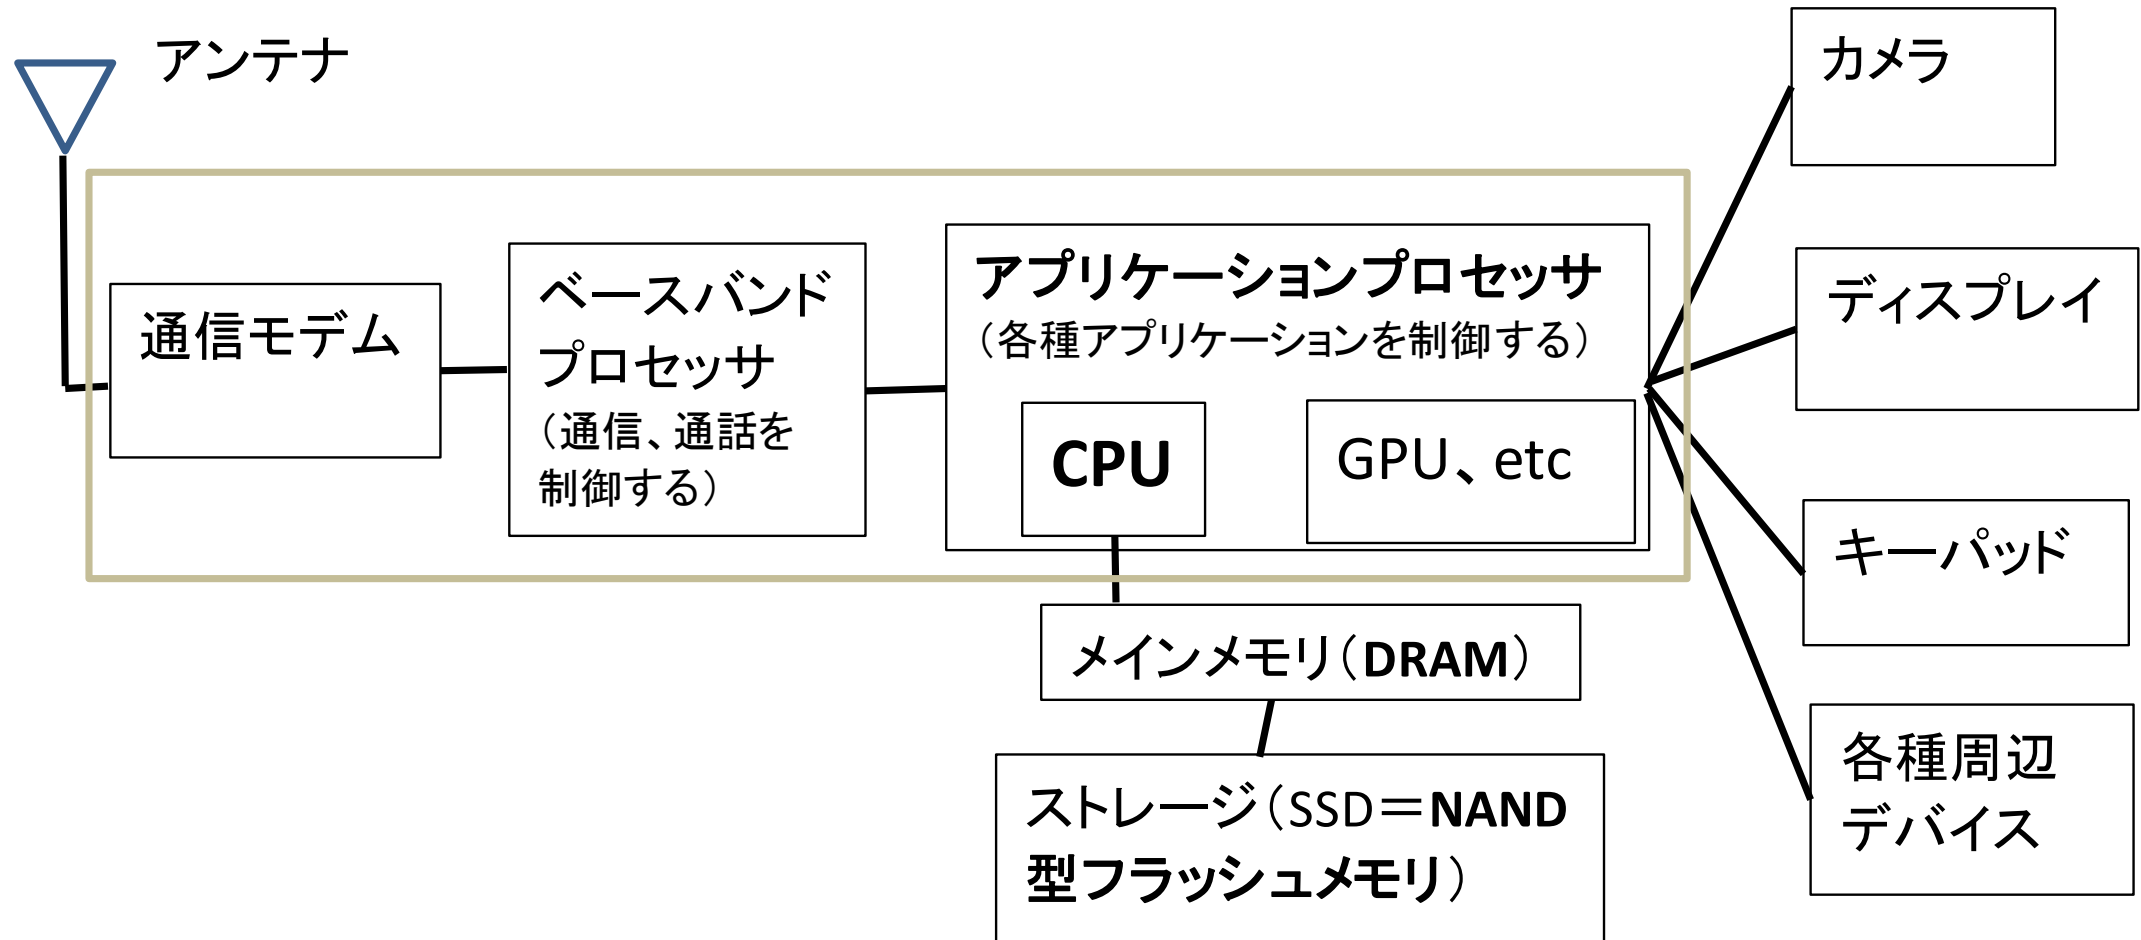 アンテナ
通信モデム
ベースバンド
プロセッサ
（通信、通話を
制御する）
アプリケーションプロセッサ
（各種アプリケーションを制御する）
CPU
GPU、etc
メインメモリ（DRAM）
ストレージ（SSD＝NAND
型フラッシュメモリ）
カメラ
ディスプレイ
キーパッド
各種周辺
デバイス